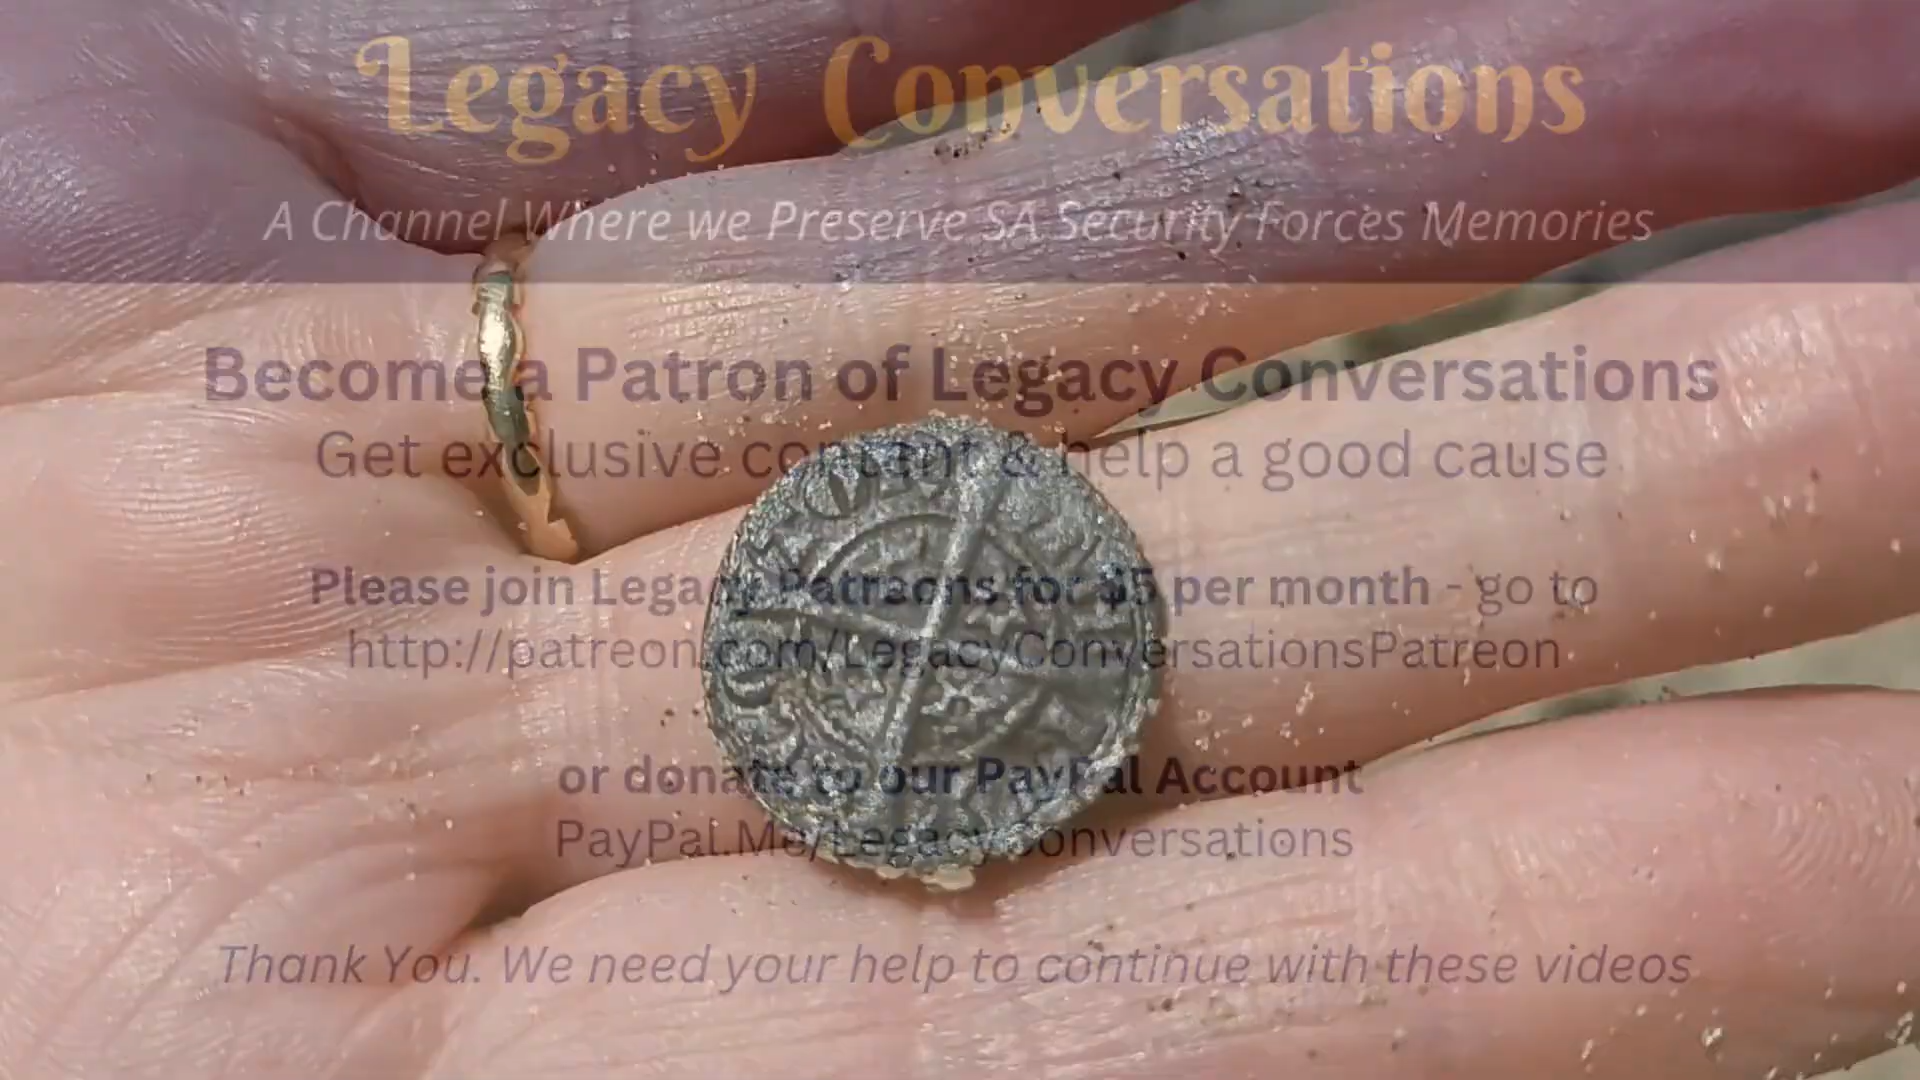 Legacy Conversations
A Channel Where we Preserve SA Security Forces Memories
Become a Patron of Legacy Conversations
Get exclusive content & help a good cause
Please join Legacy Patreons for $5 per month - go to
http://patreon.com/LegacyConversationsPatreon
or donate to our PayPal Account
PayPal.Me/LegacyConversations
Thank You. We need your help to continue with these videos